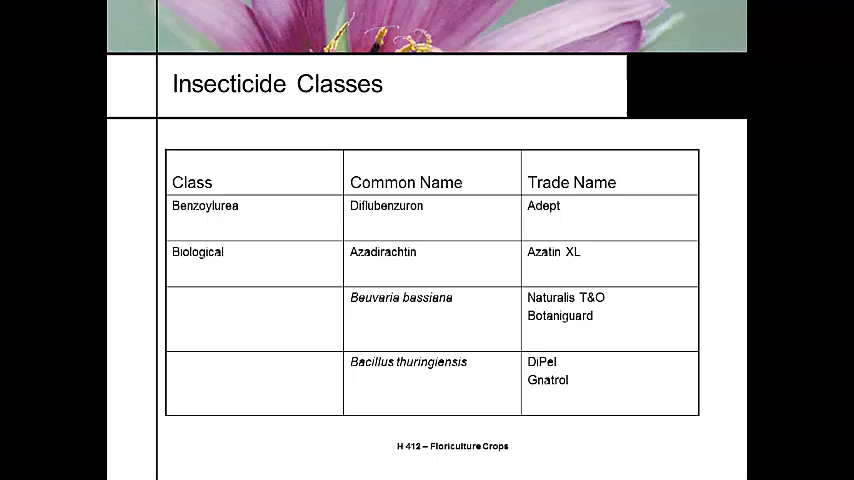 Insecticide Classes
Class Common Name Trade Name
Benzoylurea Diflubenzuron Adept
Biological Azadirachtin Azatin XL
Beuvaria bassiana Naturalis T&O
Botaniguard
Bacillus thuringiensis DiPel
Gnatrol
H 412 – Floriculture Crops